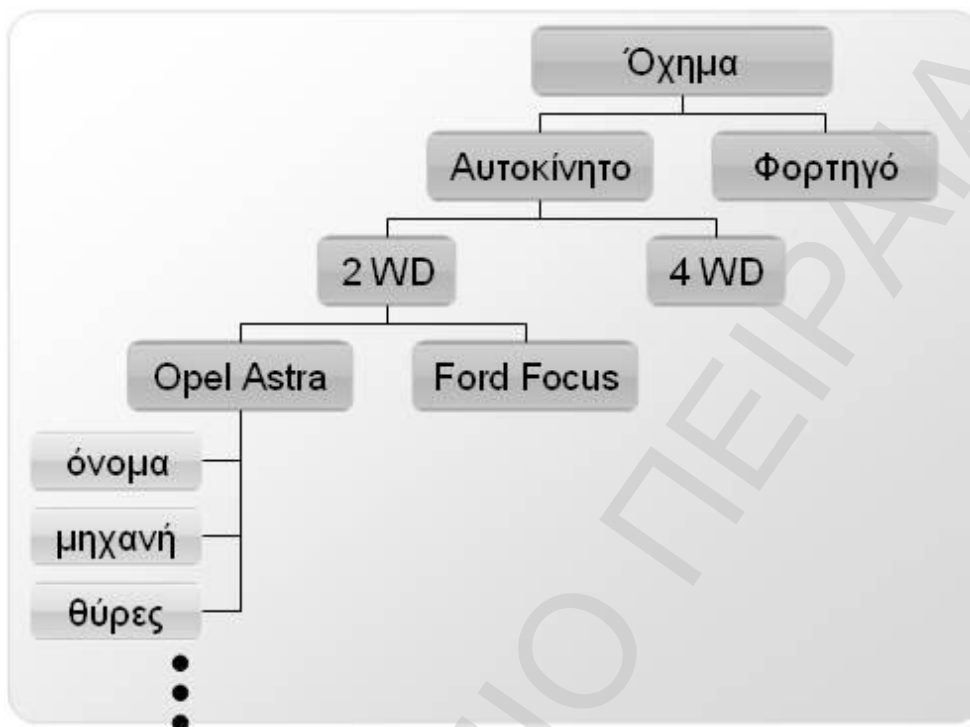 Όχημα
Αυτοκίνητο
Φορτηγό
2 WD
4 WD
Opel Astra
Ford Focus
όνομα
μηχανή
θύρες